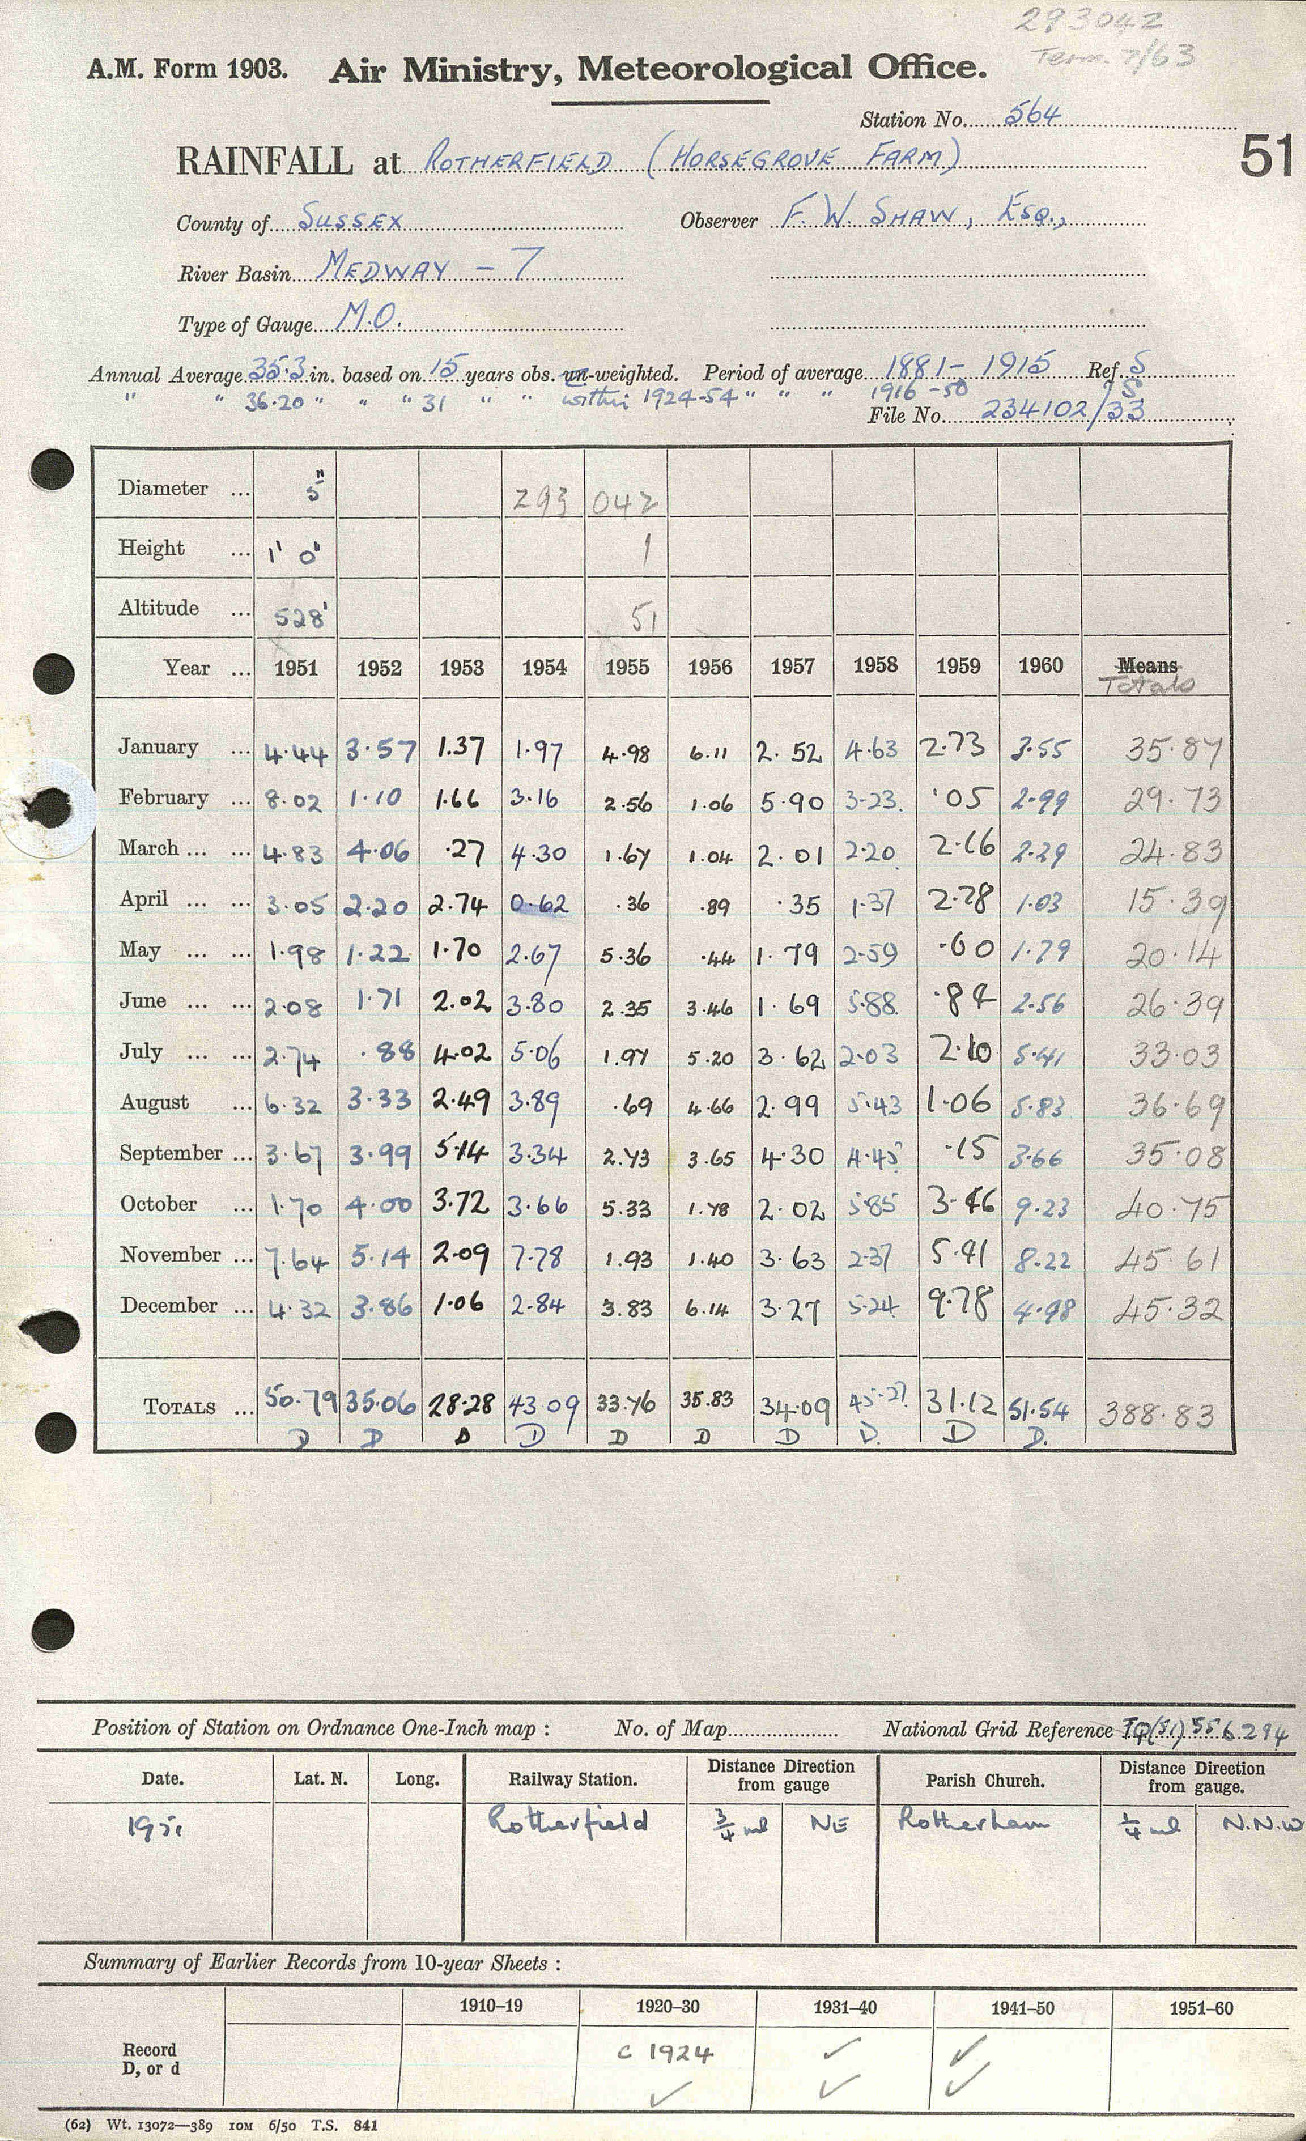 293042
Term. 7/63
A.M. Form 1903. Air Ministry, Meteorological Office.
Station No. 564
51
RAINFALL at ROTHERFIELD (HORSEGROVE FARM)
County of SUSSEX Observer F. W. SHAW, ESQ.,
River Basin MEDWAY - 7
Type of Gauge M.O.
Annual Average 35.3 in. based on 15 years obs. un-weighted. Period of average 1881-1915 Ref. S
" " 36.20 " " " 31 " " within 1924-54 " " " 1916-50 " S
File No. 234102/33
Diameter ... 5" 293 042
Height ... 1' 0" 1
Altitude ... 528' 51
Year ... 1951 1952 1953 1954 1955 1956 1957 1958 1959 1960 Means
Totals
January ... 4.44 3.57 1.37 1.97 4.98 6.11 2.52 4.63 2.73 3.55 35.87
February ... 8.02 1.10 1.66 3.16 2.56 1.06 5.90 3.23. .05 2.99 29.73
March ... ... 4.83 4.06 .27 4.30 1.67 1.04 2.01 2.20 2.16 2.29 24.83
April ... ... 3.05 2.20 2.74 0.62 .36 .89 .35 1.37 2.78 1.03 15.39
May ... ... 1.98 1.22 1.70 2.67 5.36 .44 1.79 2.59 .60 1.79 20.14
June ... ... 2.08 1.71 2.02 3.80 2.35 3.46 1.69 5.88 .84 2.56 26.39
July ... ... 2.74 .88 4.02 5.06 1.97 5.20 3.62 2.03 2.10 5.41 33.03
August ... 6.32 3.33 2.49 3.89 .69 4.66 2.99 5.43 1.06 5.83 36.69
September ... 3.67 3.99 5.14 3.34 2.73 3.65 4.30 4.45 .15 3.66 35.08
October ... 1.70 4.00 3.72 3.66 5.33 1.78 2.02 5.85 3.46 9.23 40.75
November ... 7.64 5.14 2.09 7.78 1.93 1.40 3.63 2.37 5.41 8.22 45.61
December ... 4.32 3.86 1.06 2.84 3.83 6.14 3.27 5.24 9.78 4.98 45.32
TOTALS ... 50.79 35.06 28.28 43.09 33.76 35.83 34.09 45.27 31.12 51.54 388.83
D D D D D D D D. D D.
Position of Station on Ordnance One-Inch map : No. of Map National Grid Reference TQ(51) 556294
Date. Lat. N. Long. Railway Station. Distance Direction from gauge Parish Church. Distance Direction from gauge.
1951 Rotherfield 3/4 ml NE Rotherham 1/4 ml N.N.W
Summary of Earlier Records from 10-year Sheets :
1910–19 1920–30 1931–40 1941–50 1951–60
Record c 1924 ✓ ✓
D, or d ✓ ✓ ✓
(62) Wt. 13072—389 10M 6/50 T.S. 841